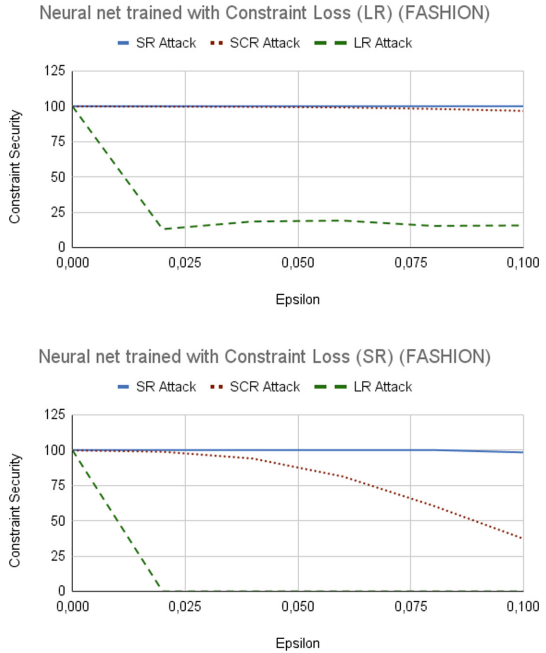 Neural net trained with Constraint Loss (LR) (FASHION)
SR Attack SCR Attack LR Attack
125
100
75
50
25
0
Constraint Security
0,000 0,025 0,050 0,075 0,100
Epsilon
Neural net trained with Constraint Loss (SR) (FASHION)
SR Attack SCR Attack LR Attack
125
100
75
50
25
0
Constraint Security
0,000 0,025 0,050 0,075 0,100
Epsilon